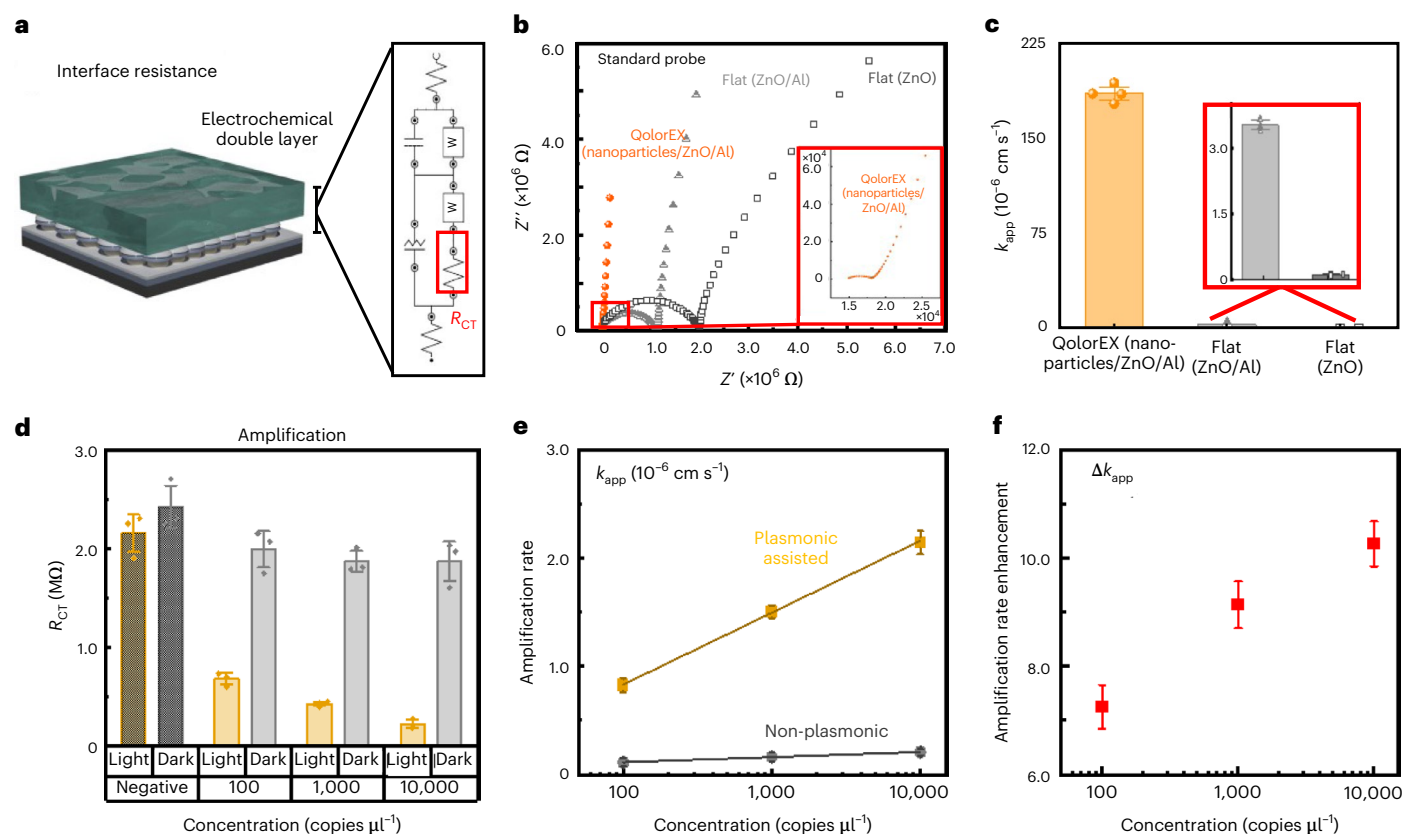 a
Interface resistance
Electrochemical
double layer
W
W
R_CT
b
6.0
4.0
2.0
0
Z′′ (×10⁶ Ω)
Standard probe
Flat (ZnO/Al)
Flat (ZnO)
QolorEX
(nanoparticles/ZnO/Al)
×10⁴
6.0
4.0
2.0
0
QolorEX
(nanoparticles/
ZnO/Al)
1.5 2.0 2.5
×10⁴
0 1.0 2.0 3.0 4.0 5.0 6.0 7.0
Z′ (×10⁶ Ω)
c
225
150
75
0
k_app (10⁻⁶ cm s⁻¹)
3.0
1.5
0
QolorEX (nano-
particles/ZnO/Al)
Flat
(ZnO/Al)
Flat
(ZnO)
d
Amplification
3.0
2.0
1.0
0
R_CT (MΩ)
Light Dark Light Dark Light Dark Light Dark
Negative 100 1,000 10,000
Concentration (copies µl⁻¹)
e
3.0
2.0
1.0
0
Amplification rate
k_app (10⁻⁶ cm s⁻¹)
Plasmonic
assisted
Non-plasmonic
100 1,000 10,000
Concentration (copies µl⁻¹)
f
12.0
10.0
8.0
6.0
Amplification rate enhancement
Δk_app
100 1,000 10,000
Concentration (copies µl⁻¹)